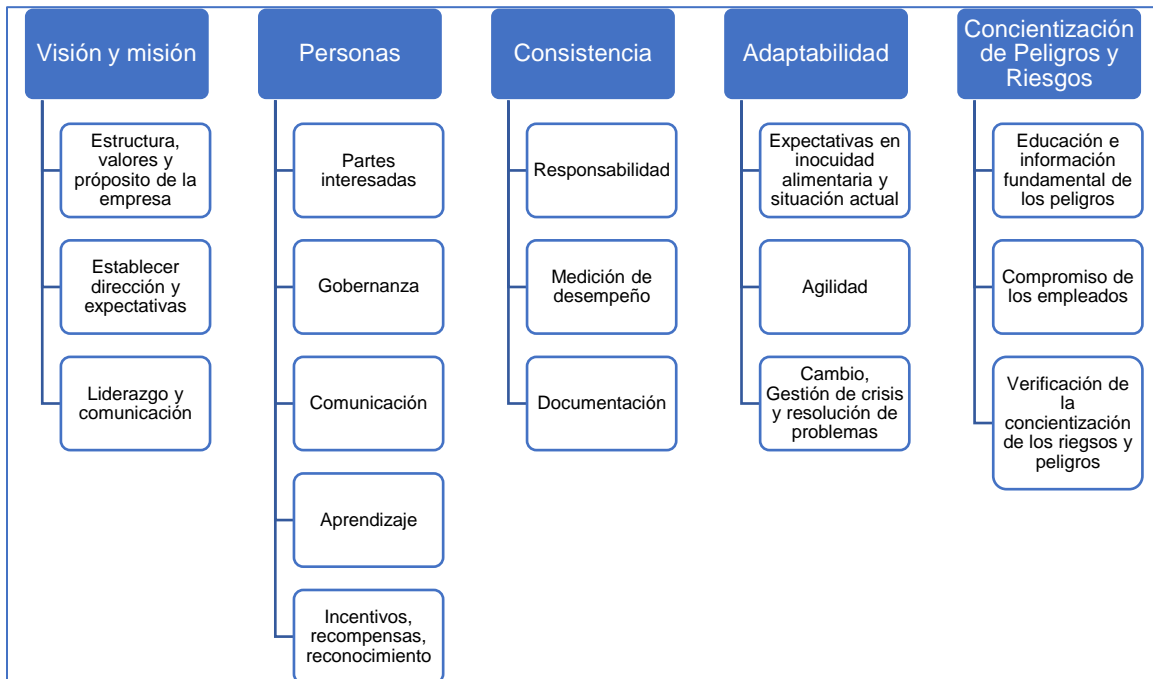 Visión y misión
Estructura,
valores y
próposito de la
empresa
Establecer
dirección y
expectativas
Liderazgo y
comunicación
Personas
Partes
interesadas
Gobernanza
Comunicación
Aprendizaje
Incentivos,
recompensas,
reconocimiento
Consistencia
Responsabilidad
Medición de
desempeño
Documentación
Adaptabilidad
Expectativas en
inocuidad
alimentaria y
situación actual
Agilidad
Cambio,
Gestión de crisis
y resolución de
problemas
Concientización
de Peligros y
Riesgos
Educación e
información
fundamental de
los peligros
Compromiso de
los empleados
Verificación de
la
concientización
de los riegsos y
peligros